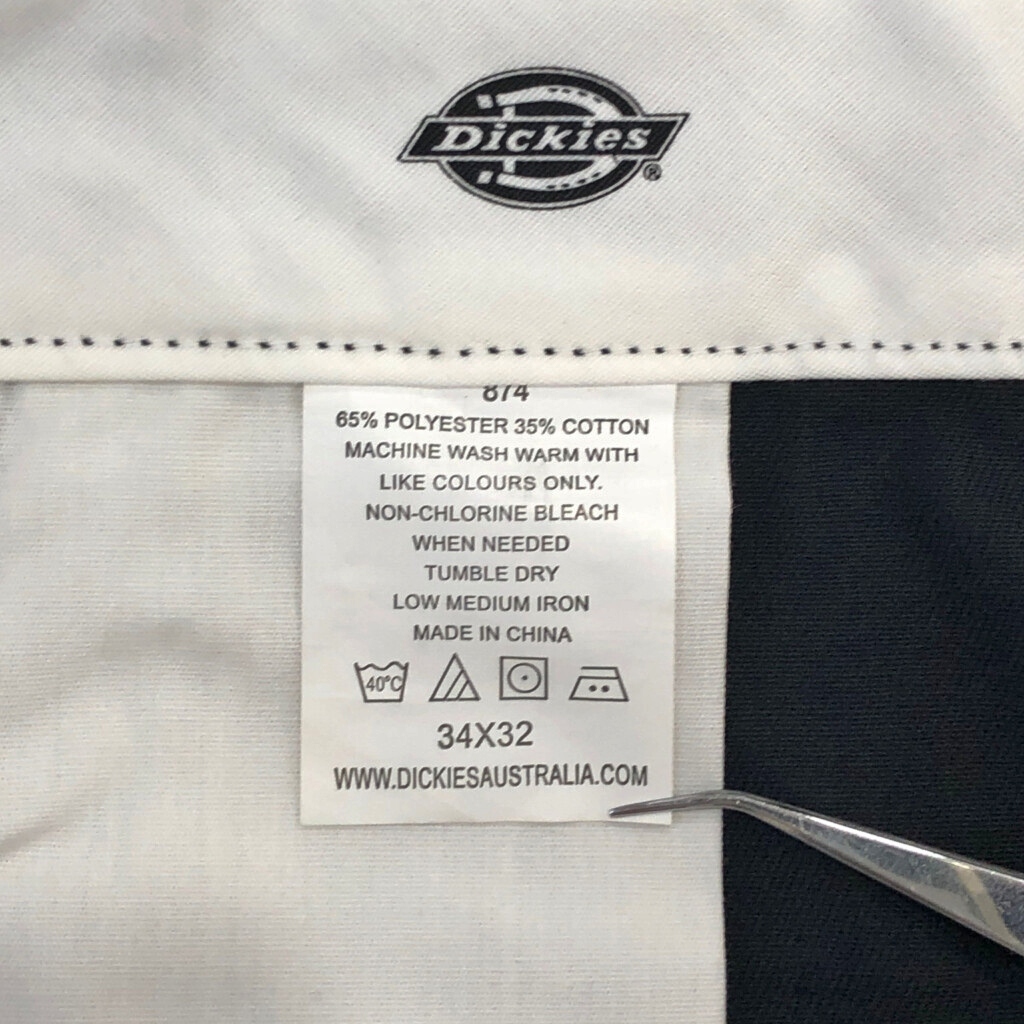 Dickies
®
874
65% POLYESTER 35% COTTON
MACHINE WASH WARM WITH
LIKE COLOURS ONLY.
NON-CHLORINE BLEACH
WHEN NEEDED
TUMBLE DRY
LOW MEDIUM IRON
MADE IN CHINA
40°C
34X32
WWW.DICKIESAUSTRALIA.COM